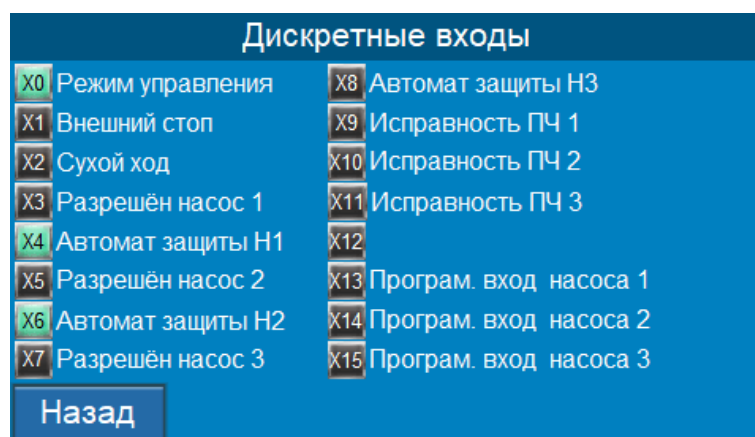 Дискретные входы
X0 Режим управления
X1 Внешний стоп
X2 Сухой ход
X3 Разрешён насос 1
X4 Автомат защиты Н1
X5 Разрешён насос 2
X6 Автомат защиты Н2
X7 Разрешён насос 3
X8 Автомат защиты Н3
X9 Исправность ПЧ 1
X10 Исправность ПЧ 2
X11 Исправность ПЧ 3
X12
X13 Програм. вход насоса 1
X14 Програм. вход насоса 2
X15 Програм. вход насоса 3
Назад